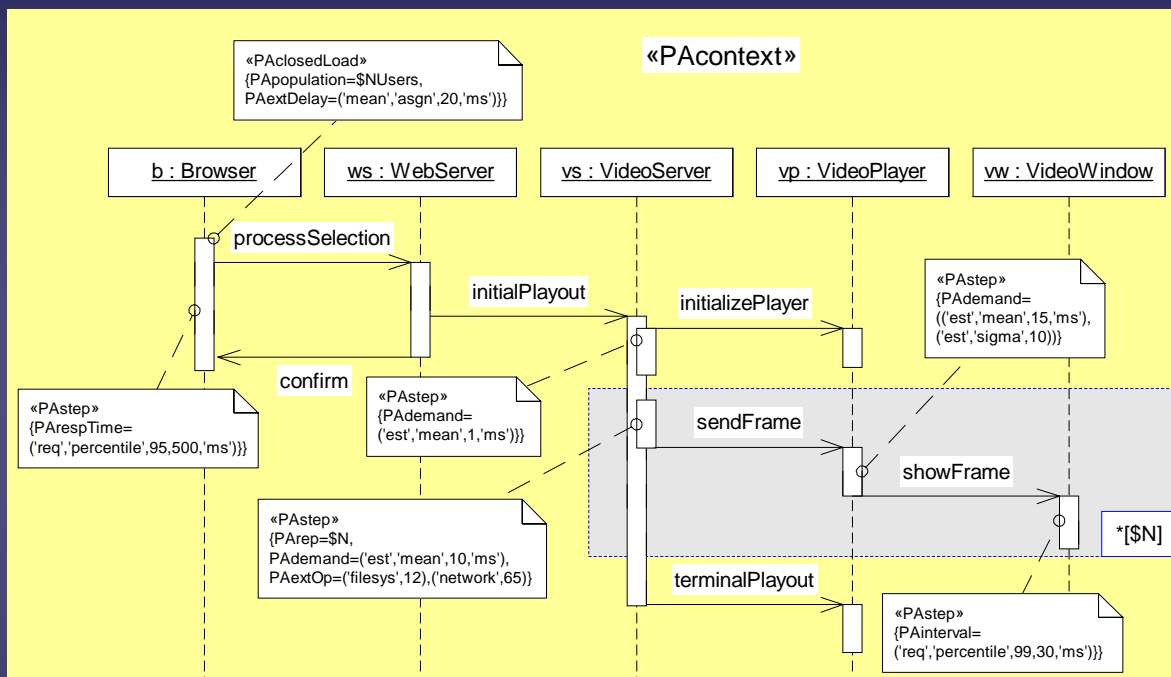 «PAclosedLoad»
{PApopulation=$NUsers,
PAextDelay=('mean','asgn',20,'ms')}}
«PAcontext»
b : Browser
ws : WebServer
vs : VideoServer
vp : VideoPlayer
vw : VideoWindow
processSelection
initialPlayout
initializePlayer
«PAstep»
{PAdemand=
(('est','mean',15,'ms'),
('est','sigma',10))}
confirm
«PAstep»
{PArespTime=
('req','percentile',95,500,'ms')}}
«PAstep»
{PAdemand=
('est','mean',1,'ms')}}
sendFrame
showFrame
*[$N]
«PAstep»
{PArep=$N,
PAdemand=('est','mean',10,'ms'),
PAextOp=('filesys',12),('network',65)}
terminalPlayout
«PAstep»
{PAinterval=
('req','percentile',99,30,'ms')}}